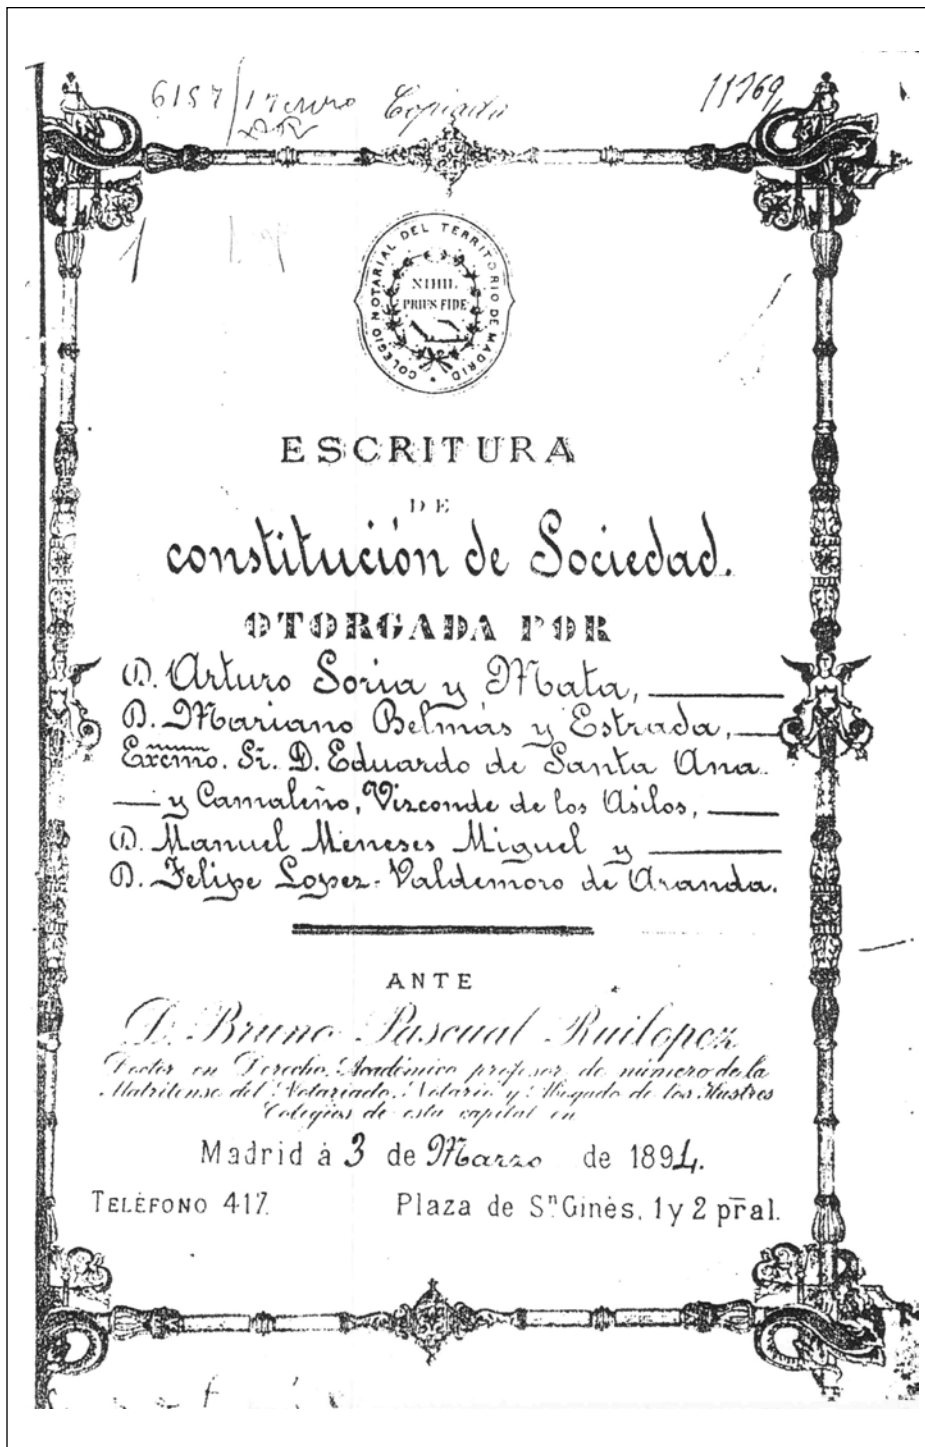 6157
Copiada
11769
1
COLEGIO NOTARIAL DEL TERRITORIO DE MADRID
NIHIL
PRIUS FIDE
ESCRITURA
DE
constitución de Sociedad.
OTORGADA POR
D. Arturo Soria y Mata,
D. Mariano Belmás y Estrada,
Excmo. Sr. D. Eduardo de Santa Ana
y Camaleño, Vizconde de los Asilos,
D. Manuel Meneses Miguel y
D. Felipe Lopez-Valdemoro de Aranda.
ANTE
D. Bruno Pascual Ruilopez
Doctor en Derecho, Académico profesor de número de la
Matritense del Notariado, Notario y Abogado de los Ilustres
Colegios de esta capital en
Madrid á 3 de Marzo de 1894.
TELÉFONO 417.
Plaza de Sn. Ginés, 1 y 2 pral.